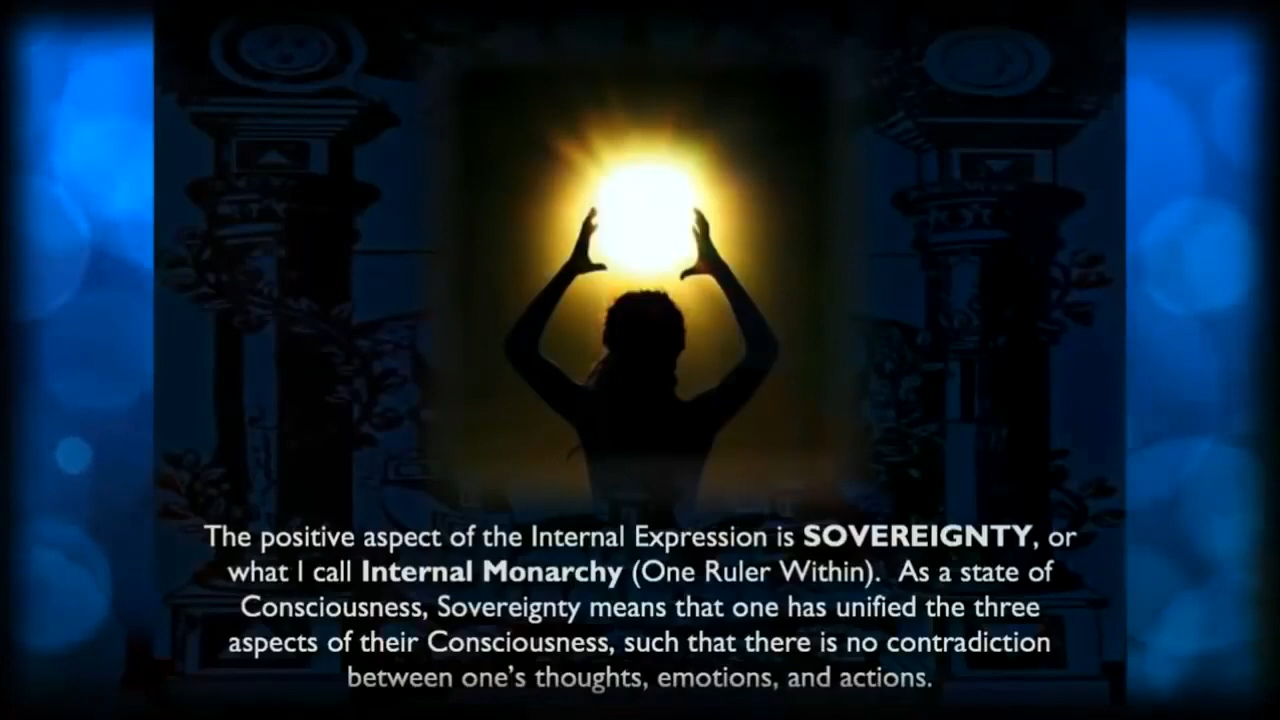 The positive aspect of the Internal Expression is SOVEREIGNTY, or
what I call Internal Monarchy (One Ruler Within).  As a state of
Consciousness, Sovereignty means that one has unified the three
aspects of their Consciousness, such that there is no contradiction
between one’s thoughts, emotions, and actions.